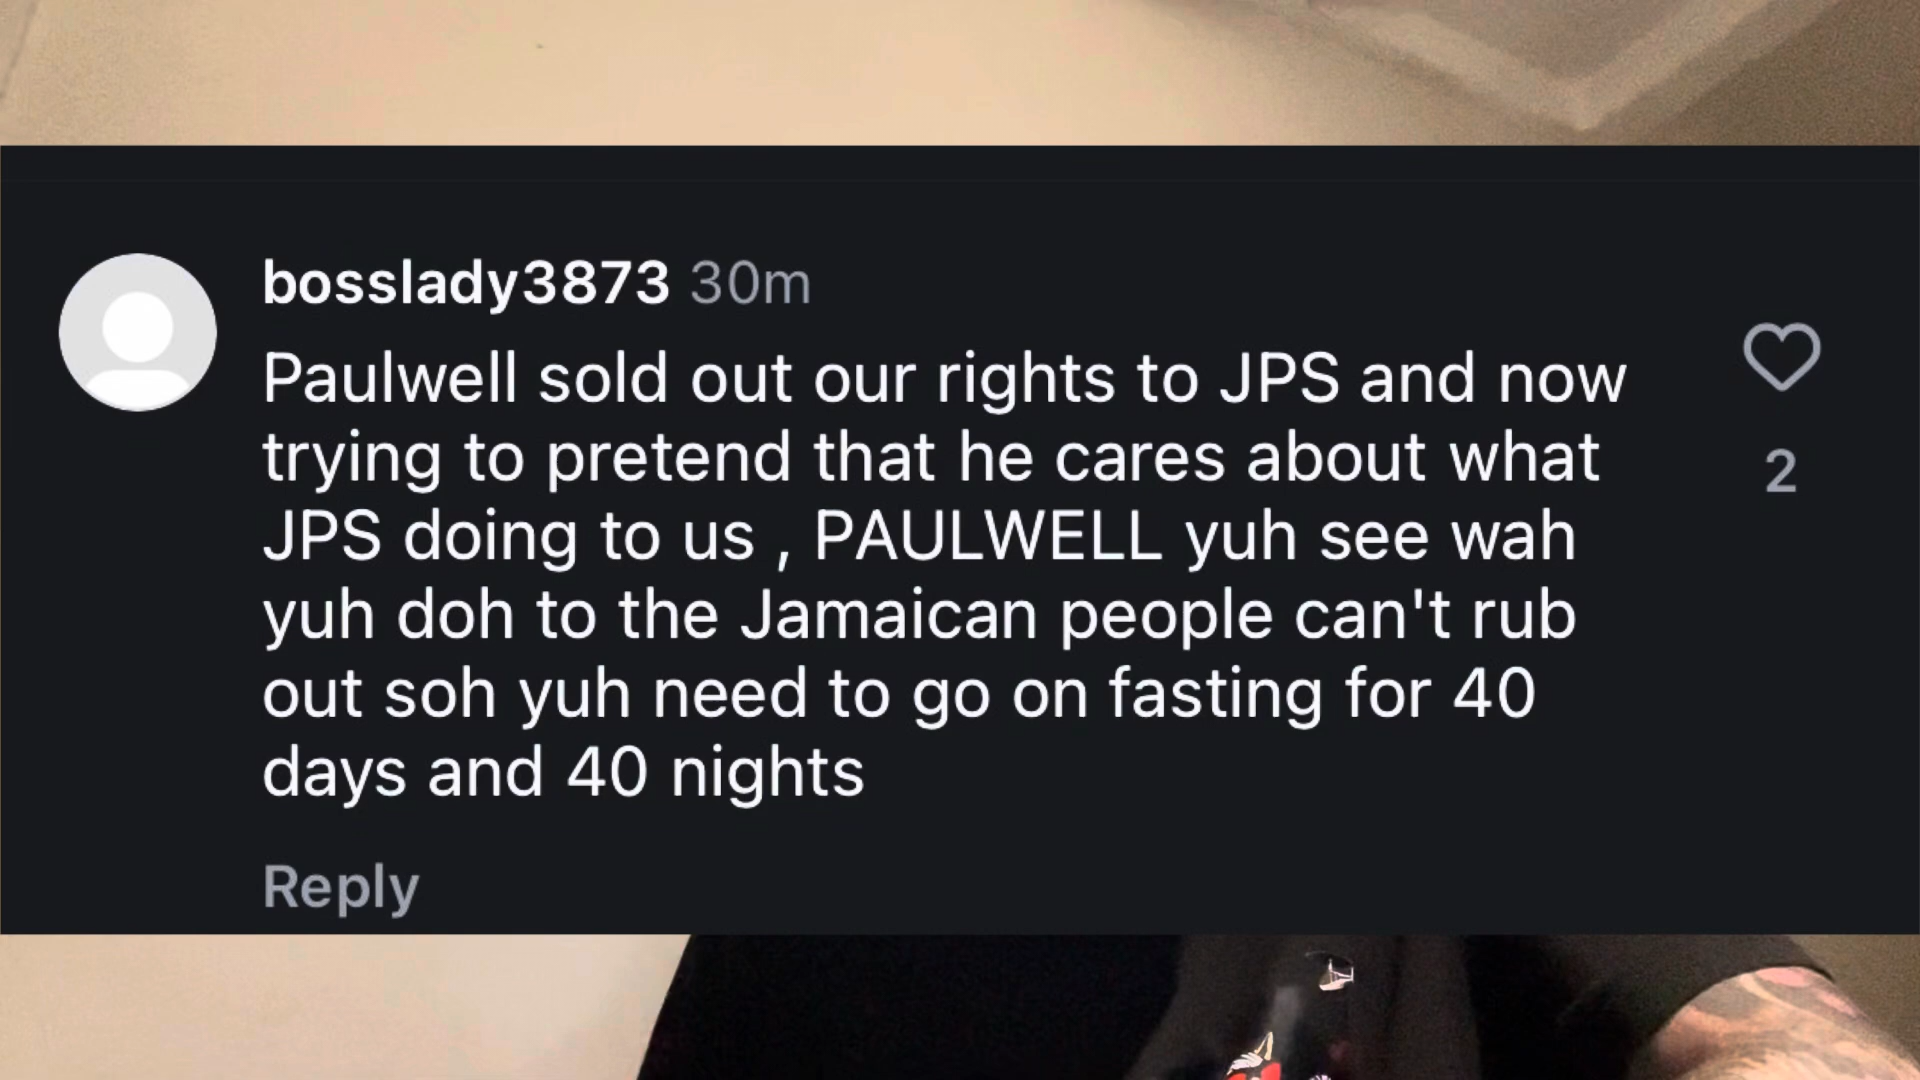 bosslady3873 30m
Paulwell sold out our rights to JPS and now
trying to pretend that he cares about what
JPS doing to us , PAULWELL yuh see wah
yuh doh to the Jamaican people can't rub
out soh yuh need to go on fasting for 40
days and 40 nights
2
Reply